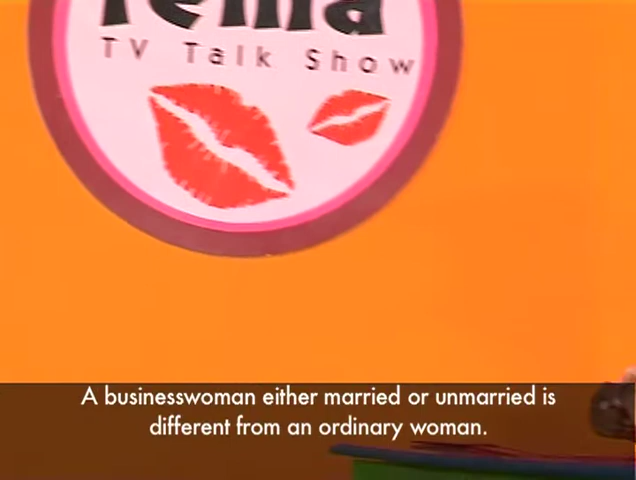 TV Talk Show
A businesswoman either married or unmarried is
different from an ordinary woman.